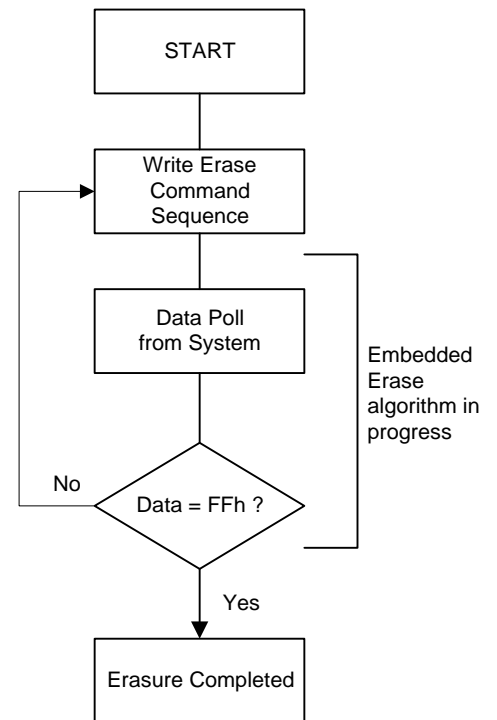 START
Write Erase
Command
Sequence
Data Poll
from System
Embedded
Erase
algorithm in
progress
No
Data = FFh ?
Yes
Erasure Completed